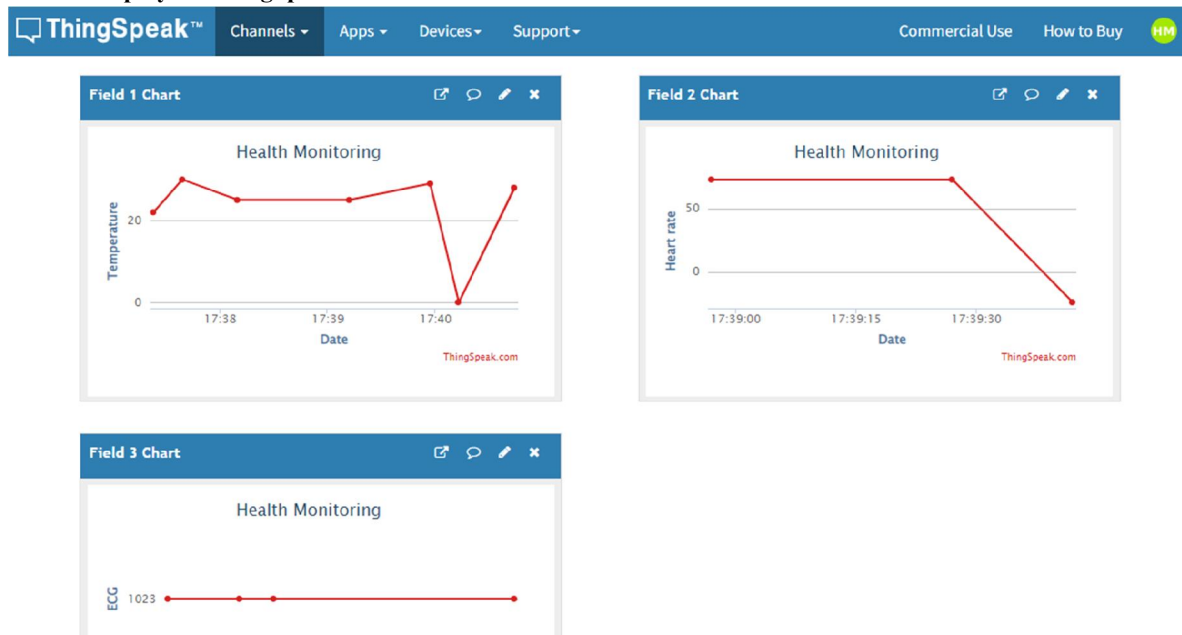 ThingSpeak™ Channels Apps Devices Support Commercial Use How to Buy HM
Field 1 Chart
Health Monitoring
Temperature
20
0
17:38 17:39 17:40
Date
ThingSpeak.com
Field 2 Chart
Health Monitoring
Heart rate
50
0
17:39:00 17:39:15 17:39:30
Date
ThingSpeak.com
Field 3 Chart
Health Monitoring
ECG
1023